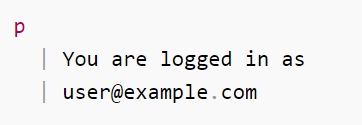 p
| You are logged in as
| user@example.com